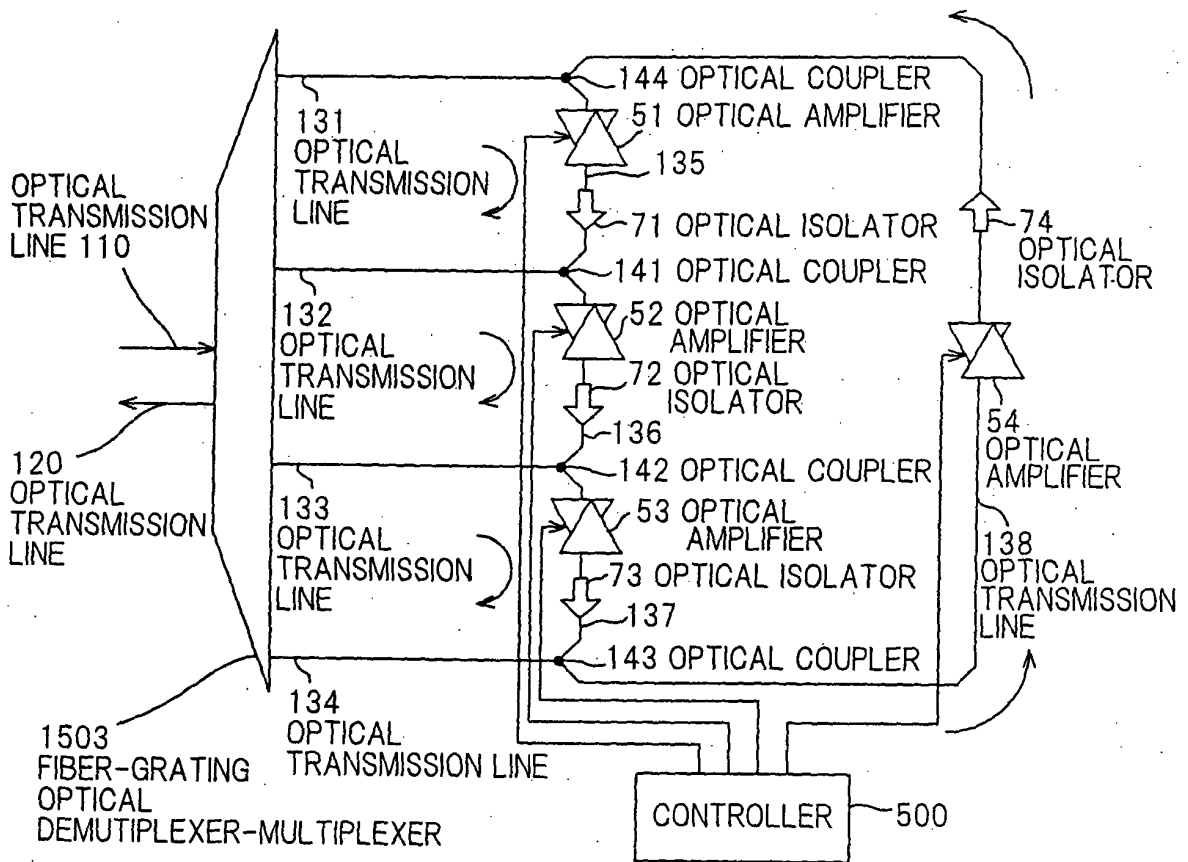 144 OPTICAL COUPLER
51 OPTICAL AMPLIFIER
135
131
OPTICAL
TRANSMISSION
LINE
OPTICAL
TRANSMISSION
LINE 110
71 OPTICAL ISOLATOR
74
OPTICAL
ISOLATOR
141 OPTICAL COUPLER
132
OPTICAL
TRANSMISSION
LINE
52 OPTICAL
AMPLIFIER
72 OPTICAL
ISOLATOR
136
54
OPTICAL
AMPLIFIER
120
OPTICAL
TRANSMISSION
LINE
142 OPTICAL COUPLER
133
OPTICAL
TRANSMISSION
LINE
53 OPTICAL
AMPLIFIER
138
OPTICAL
TRANSMISSION
LINE
73 OPTICAL ISOLATOR
137
143 OPTICAL COUPLER
134
OPTICAL
TRANSMISSION LINE
1503
FIBER-GRATING
OPTICAL
DEMUTIPLEXER-MULTIPLEXER
CONTROLLER
500